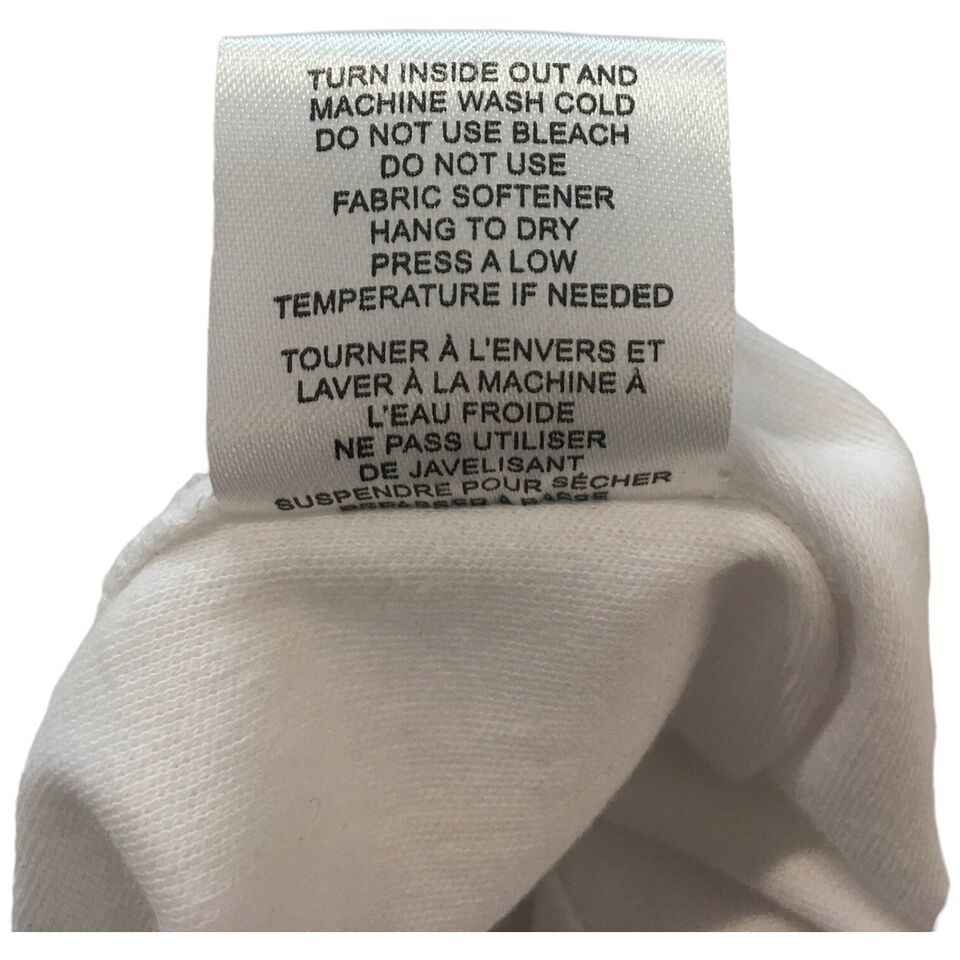 TURN INSIDE OUT AND
MACHINE WASH COLD
DO NOT USE BLEACH
DO NOT USE
FABRIC SOFTENER
HANG TO DRY
PRESS A LOW
TEMPERATURE IF NEEDED
TOURNER À L'ENVERS ET
LAVER À LA MACHINE À
L'EAU FROIDE
NE PASS UTILISER
DE JAVELISANT
SUSPENDRE POUR SÉCHER